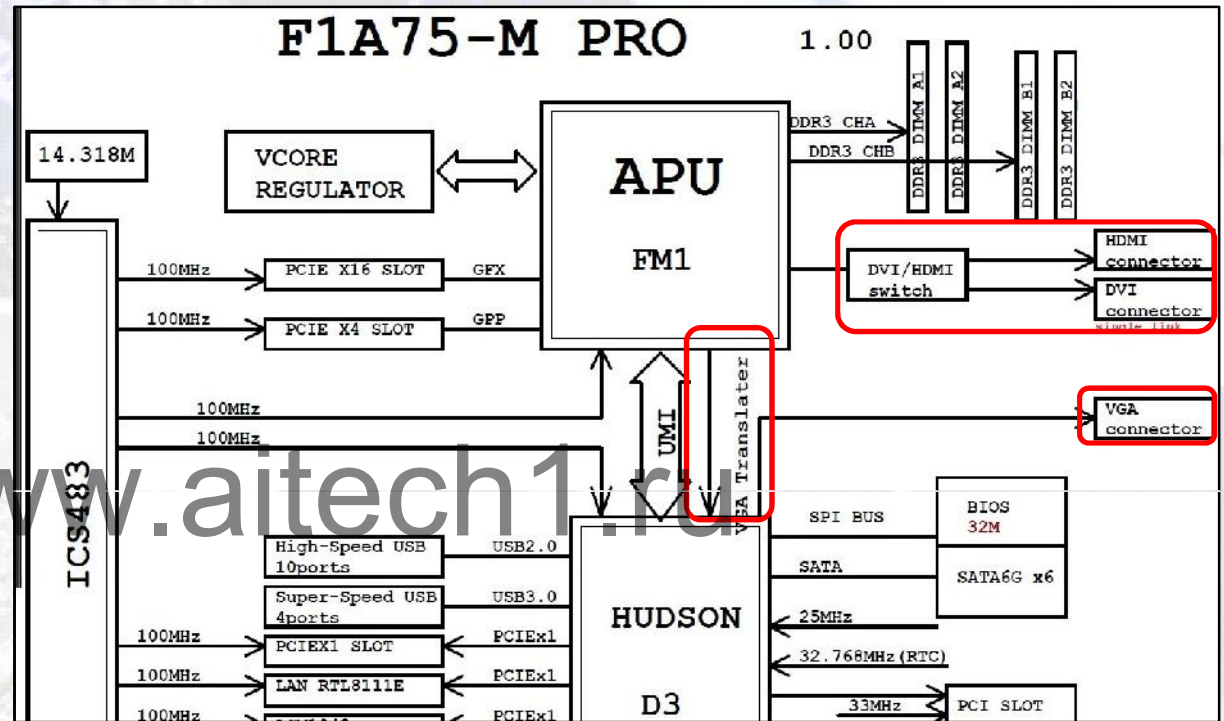 F1A75-M PRO 1.00
14.318M
VCORE
REGULATOR
APU
FM1
DDR3 CHA
DDR3 CHB
DDR3 DIMM A1
DDR3 DIMM A2
DDR3 DIMM B1
DDR3 DIMM B2
100MHz
PCIE X16 SLOT
GFX
100MHz
PCIE X4 SLOT
GPP
DVI/HDMI
switch
HDMI
connector
DVI
connector
single link
100MHz
100MHz
UMI
VGA Translater
VGA
connector
ICS483
www.aitech1.ru
High-Speed USB
10ports
USB2.0
Super-Speed USB
4ports
USB3.0
100MHz
PCIEX1 SLOT
PCIEx1
100MHz
LAN RTL8111E
PCIEx1
100MHz
PCIEx1
HUDSON
D3
SPI BUS
BIOS
32M
SATA
SATA6G x6
25MHz
32.768MHz(RTC)
33MHz
PCI SLOT